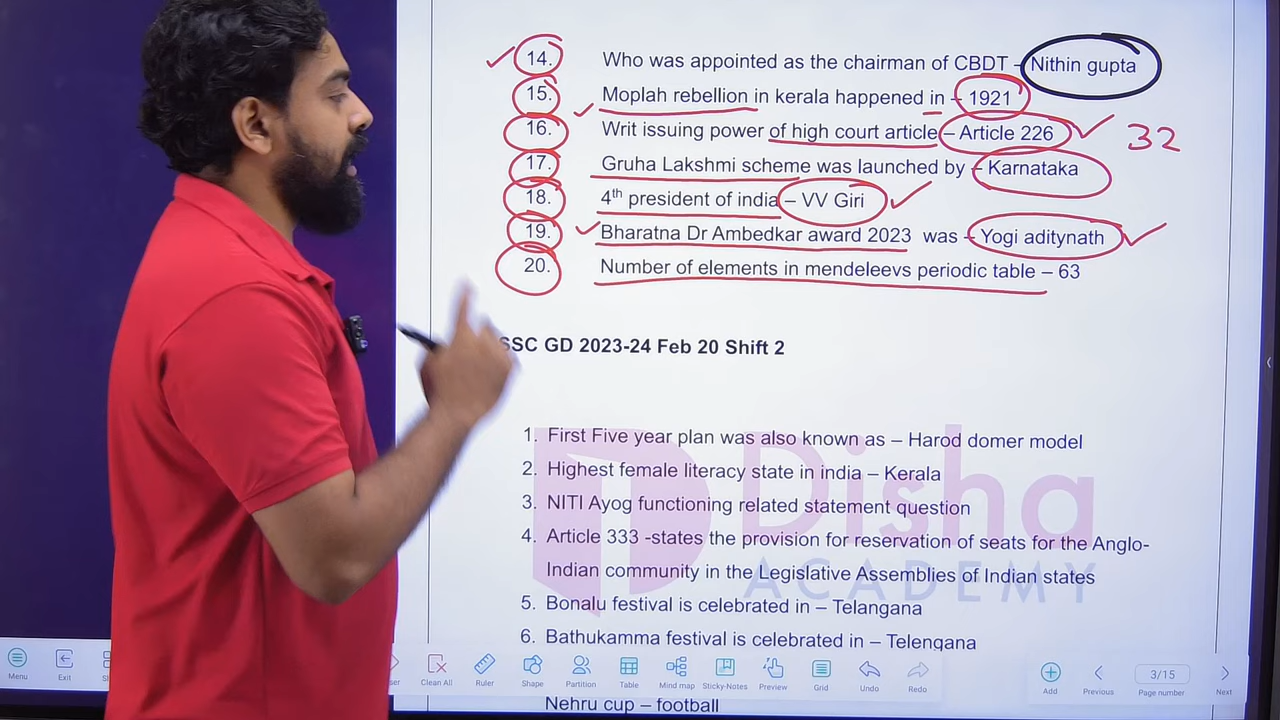 14. Who was appointed as the chairman of CBDT – Nithin gupta
15. Moplah rebellion in kerala happened in – 1921
16. Writ issuing power of high court article – Article 226 32
17. Gruha Lakshmi scheme was launched by – Karnataka
18. 4th president of india – VV Giri
19. Bharatna Dr Ambedkar award 2023 was – Yogi aditynath
20. Number of elements in mendeleevs periodic table – 63
SSC GD 2023-24 Feb 20 Shift 2
1. First Five year plan was also known as – Harod domer model
2. Highest female literacy state in india – Kerala
3. NITI Ayog functioning related statement question
4. Article 333 -states the provision for reservation of seats for the Anglo-
Indian community in the Legislative Assemblies of Indian states
5. Bonalu festival is celebrated in – Telangana
6. Bathukamma festival is celebrated in – Telengana
Nehru cup – football
Disha
ACADEMY
Menu Exit Clean All Ruler Shape Partition Table Mind map Sticky-Notes Preview Grid Undo Redo Add Previous 3/15 Page number Next